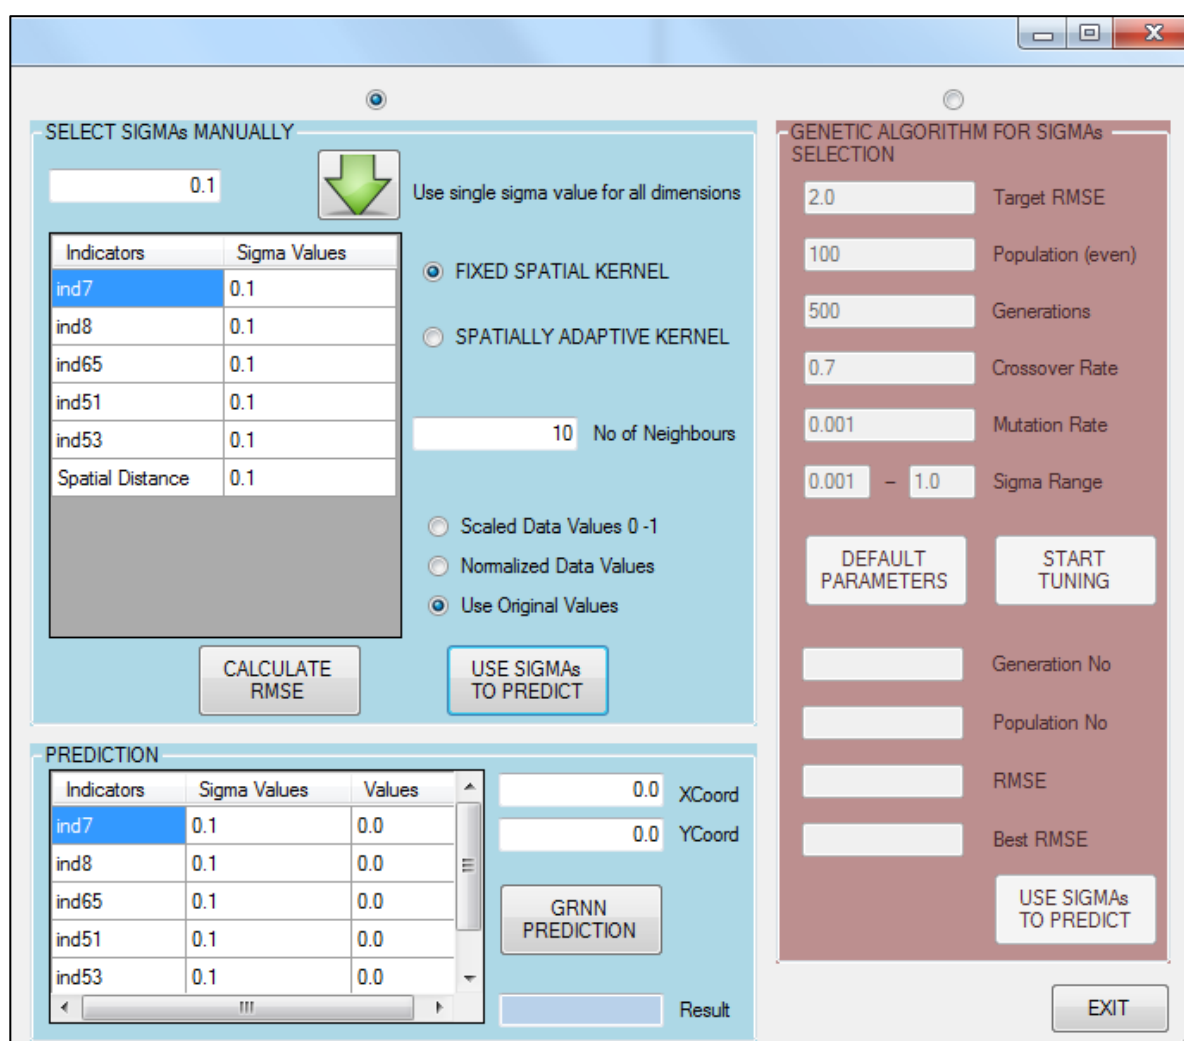 SELECT SIGMAs MANUALLY
0.1
Use single sigma value for all dimensions
Indicators Sigma Values
ind7 0.1
ind8 0.1
ind65 0.1
ind51 0.1
ind53 0.1
Spatial Distance 0.1
FIXED SPATIAL KERNEL
SPATIALLY ADAPTIVE KERNEL
10 No of Neighbours
Scaled Data Values 0 -1
Normalized Data Values
Use Original Values
CALCULATE
RMSE
USE SIGMAs
TO PREDICT
PREDICTION
Indicators Sigma Values Values
ind7 0.1 0.0
ind8 0.1 0.0
ind65 0.1 0.0
ind51 0.1 0.0
ind53 0.1 0.0
0.0 XCoord
0.0 YCoord
GRNN
PREDICTION
Result
GENETIC ALGORITHM FOR SIGMAs
SELECTION
2.0 Target RMSE
100 Population (even)
500 Generations
0.7 Crossover Rate
0.001 Mutation Rate
0.001 – 1.0 Sigma Range
DEFAULT
PARAMETERS
START
TUNING
Generation No
Population No
RMSE
Best RMSE
USE SIGMAs
TO PREDICT
EXIT